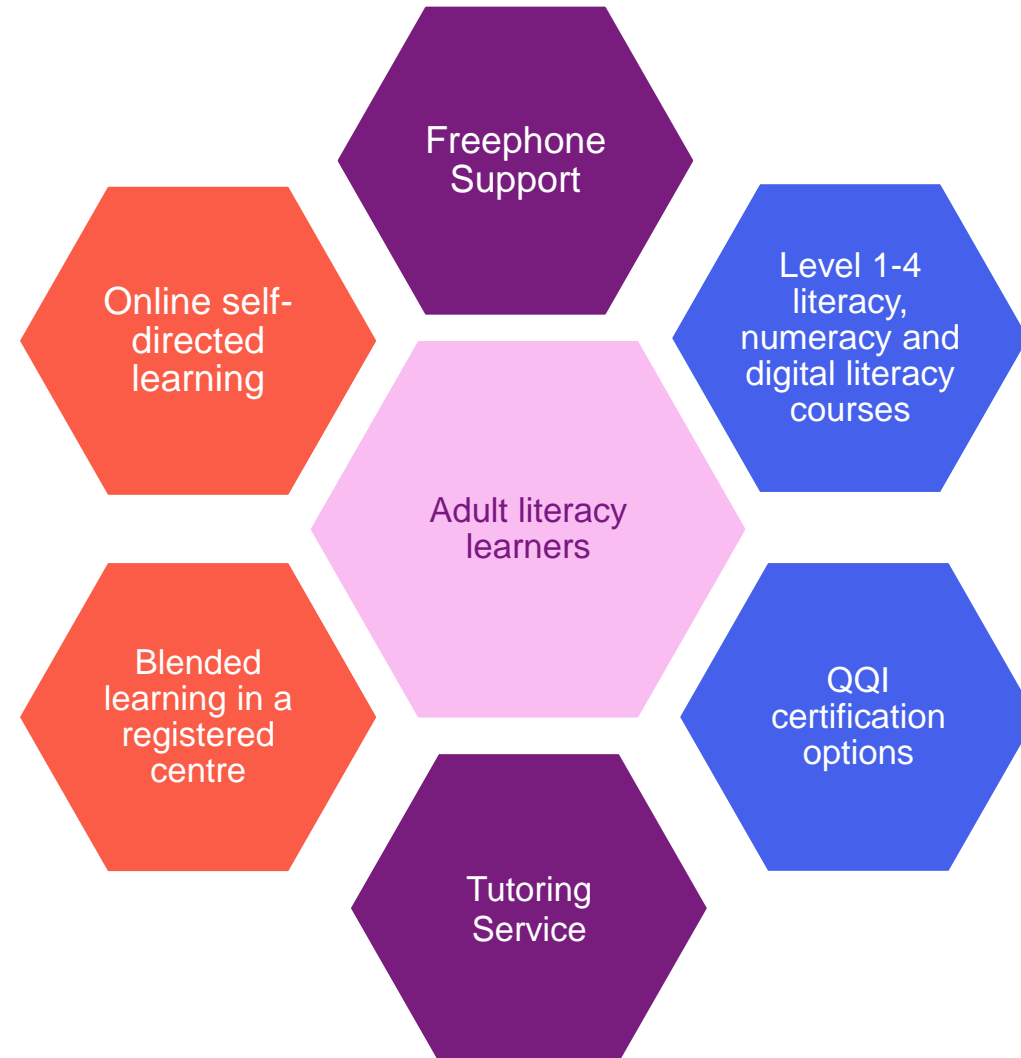 Freephone
Support
Online self-
directed
learning
Level 1-4
literacy,
numeracy and
digital literacy
courses
Adult literacy
learners
Blended
learning in a
registered
centre
QQI
certification
options
Tutoring
Service